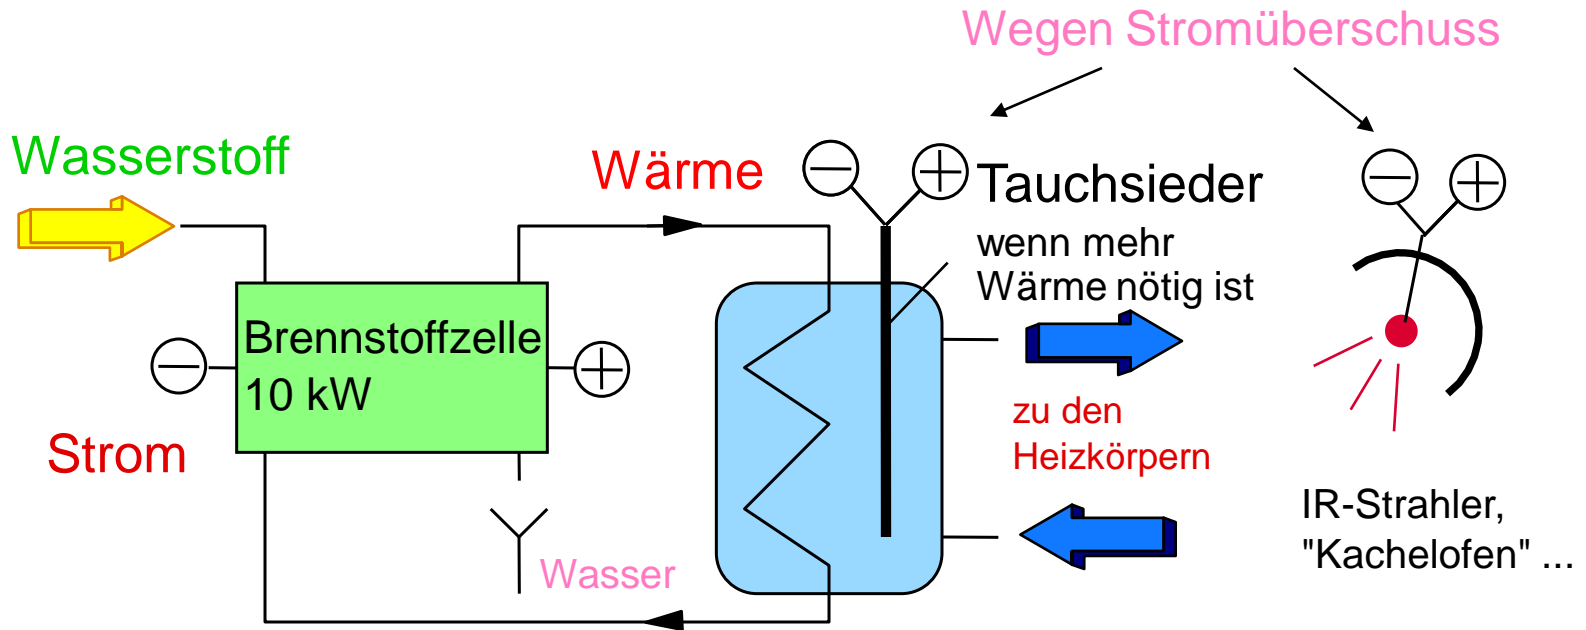 Wegen Stromüberschuss
Wasserstoff
Wärme
Tauchsieder
wenn mehr
Wärme nötig ist
Brennstoffzelle
10 kW
Strom
zu den
Heizkörpern
Wasser
IR-Strahler,
"Kachelofen" ...